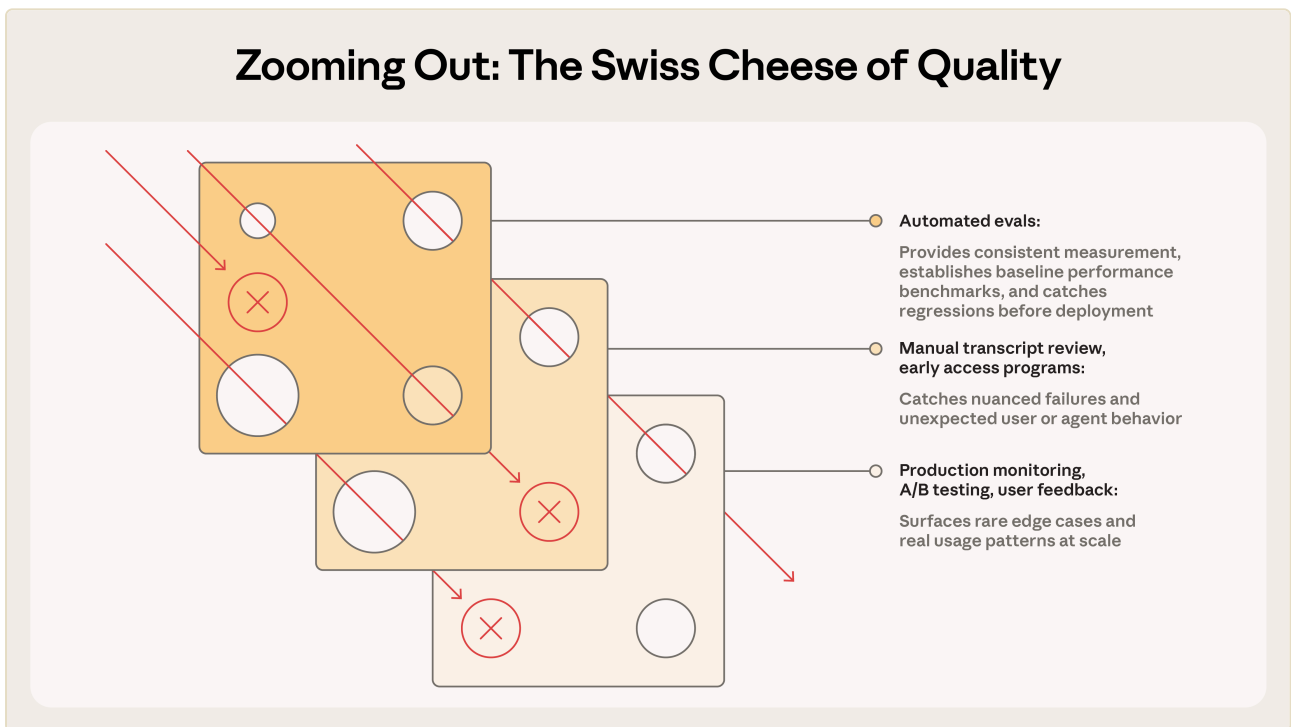 Zooming Out: The Swiss Cheese of Quality
Automated evals:
Provides consistent measurement,
establishes baseline performance
benchmarks, and catches
regressions before deployment
Manual transcript review,
early access programs:
Catches nuanced failures and
unexpected user or agent behavior
Production monitoring,
A/B testing, user feedback:
Surfaces rare edge cases and
real usage patterns at scale